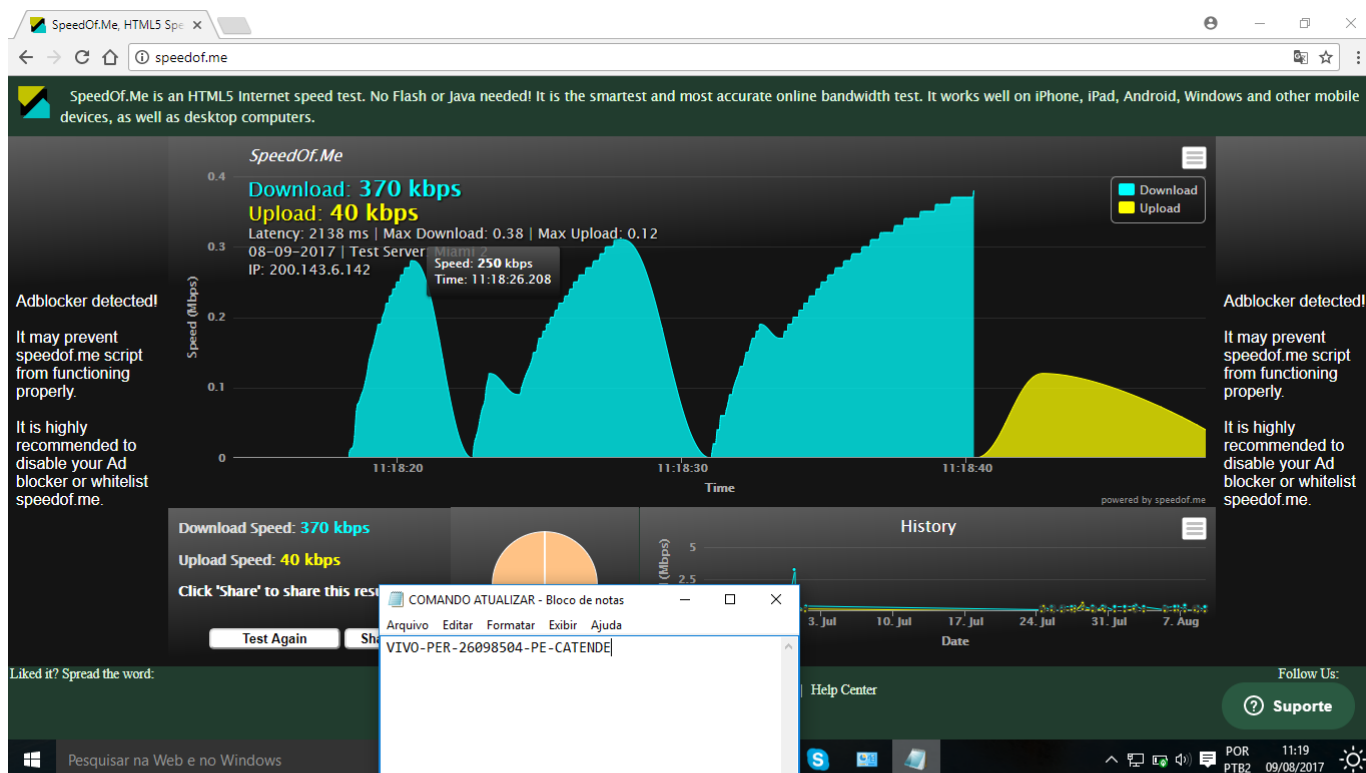 SpeedOf.Me, HTML5 Spe
speedof.me
SpeedOf.Me is an HTML5 Internet speed test. No Flash or Java needed! It is the smartest and most accurate online bandwidth test. It works well on iPhone, iPad, Android, Windows and other mobile
devices, as well as desktop computers.
SpeedOf.Me
Download: 370 kbps
Upload: 40 kbps
Latency: 2138 ms | Max Download: 0.38 | Max Upload: 0.12
08-09-2017 | Test Server: Miami 2
IP: 200.143.6.142
Speed: 250 kbps
Time: 11:18:26.208
Download
Upload
0.4
0.3
0.2
0.1
0
Speed (Mbps)
11:18:20
11:18:30
11:18:40
Time
powered by speedof.me
Adblocker detected!
It may prevent
speedof.me script
from functioning
properly.
It is highly
recommended to
disable your Ad
blocker or whitelist
speedof.me.
Adblocker detected!
It may prevent
speedof.me script
from functioning
properly.
It is highly
recommended to
disable your Ad
blocker or whitelist
speedof.me.
Download Speed: 370 kbps
Upload Speed: 40 kbps
Click 'Share' to share this
Test Again
History
5
2.5
(Mbps)
3. Jul
10. Jul
17. Jul
24. Jul
31. Jul
7. Aug
Date
COMANDO ATUALIZAR - Bloco de notas
Arquivo Editar Formatar Exibir Ajuda
VIVO-PER-26098504-PE-CATENDE
Liked it? Spread the word:
| Help Center
Follow Us:
Suporte
Pesquisar na Web e no Windows
POR
PTB2
11:19
09/08/2017